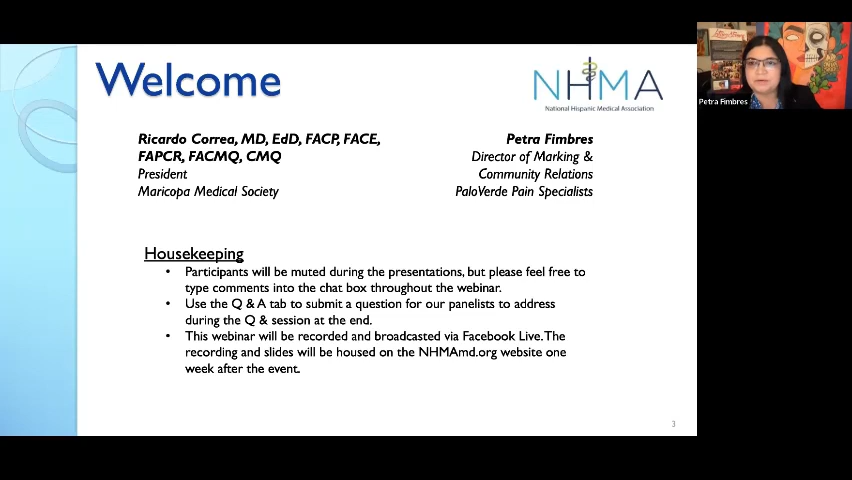 Welcome
NHMA
National Hispanic Medical Association
Petra Fimbres
Ricardo Correa, MD, EdD, FACP, FACE,
FAPCR, FACMQ, CMQ
President
Maricopa Medical Society
Petra Fimbres
Director of Marking &
Community Relations
PaloVerde Pain Specialists
Housekeeping
• Participants will be muted during the presentations, but please feel free to
type comments into the chat box throughout the webinar.
• Use the Q & A tab to submit a question for our panelists to address
during the Q & session at the end.
• This webinar will be recorded and broadcasted via Facebook Live. The
recording and slides will be housed on the NHMAmd.org website one
week after the event.
3